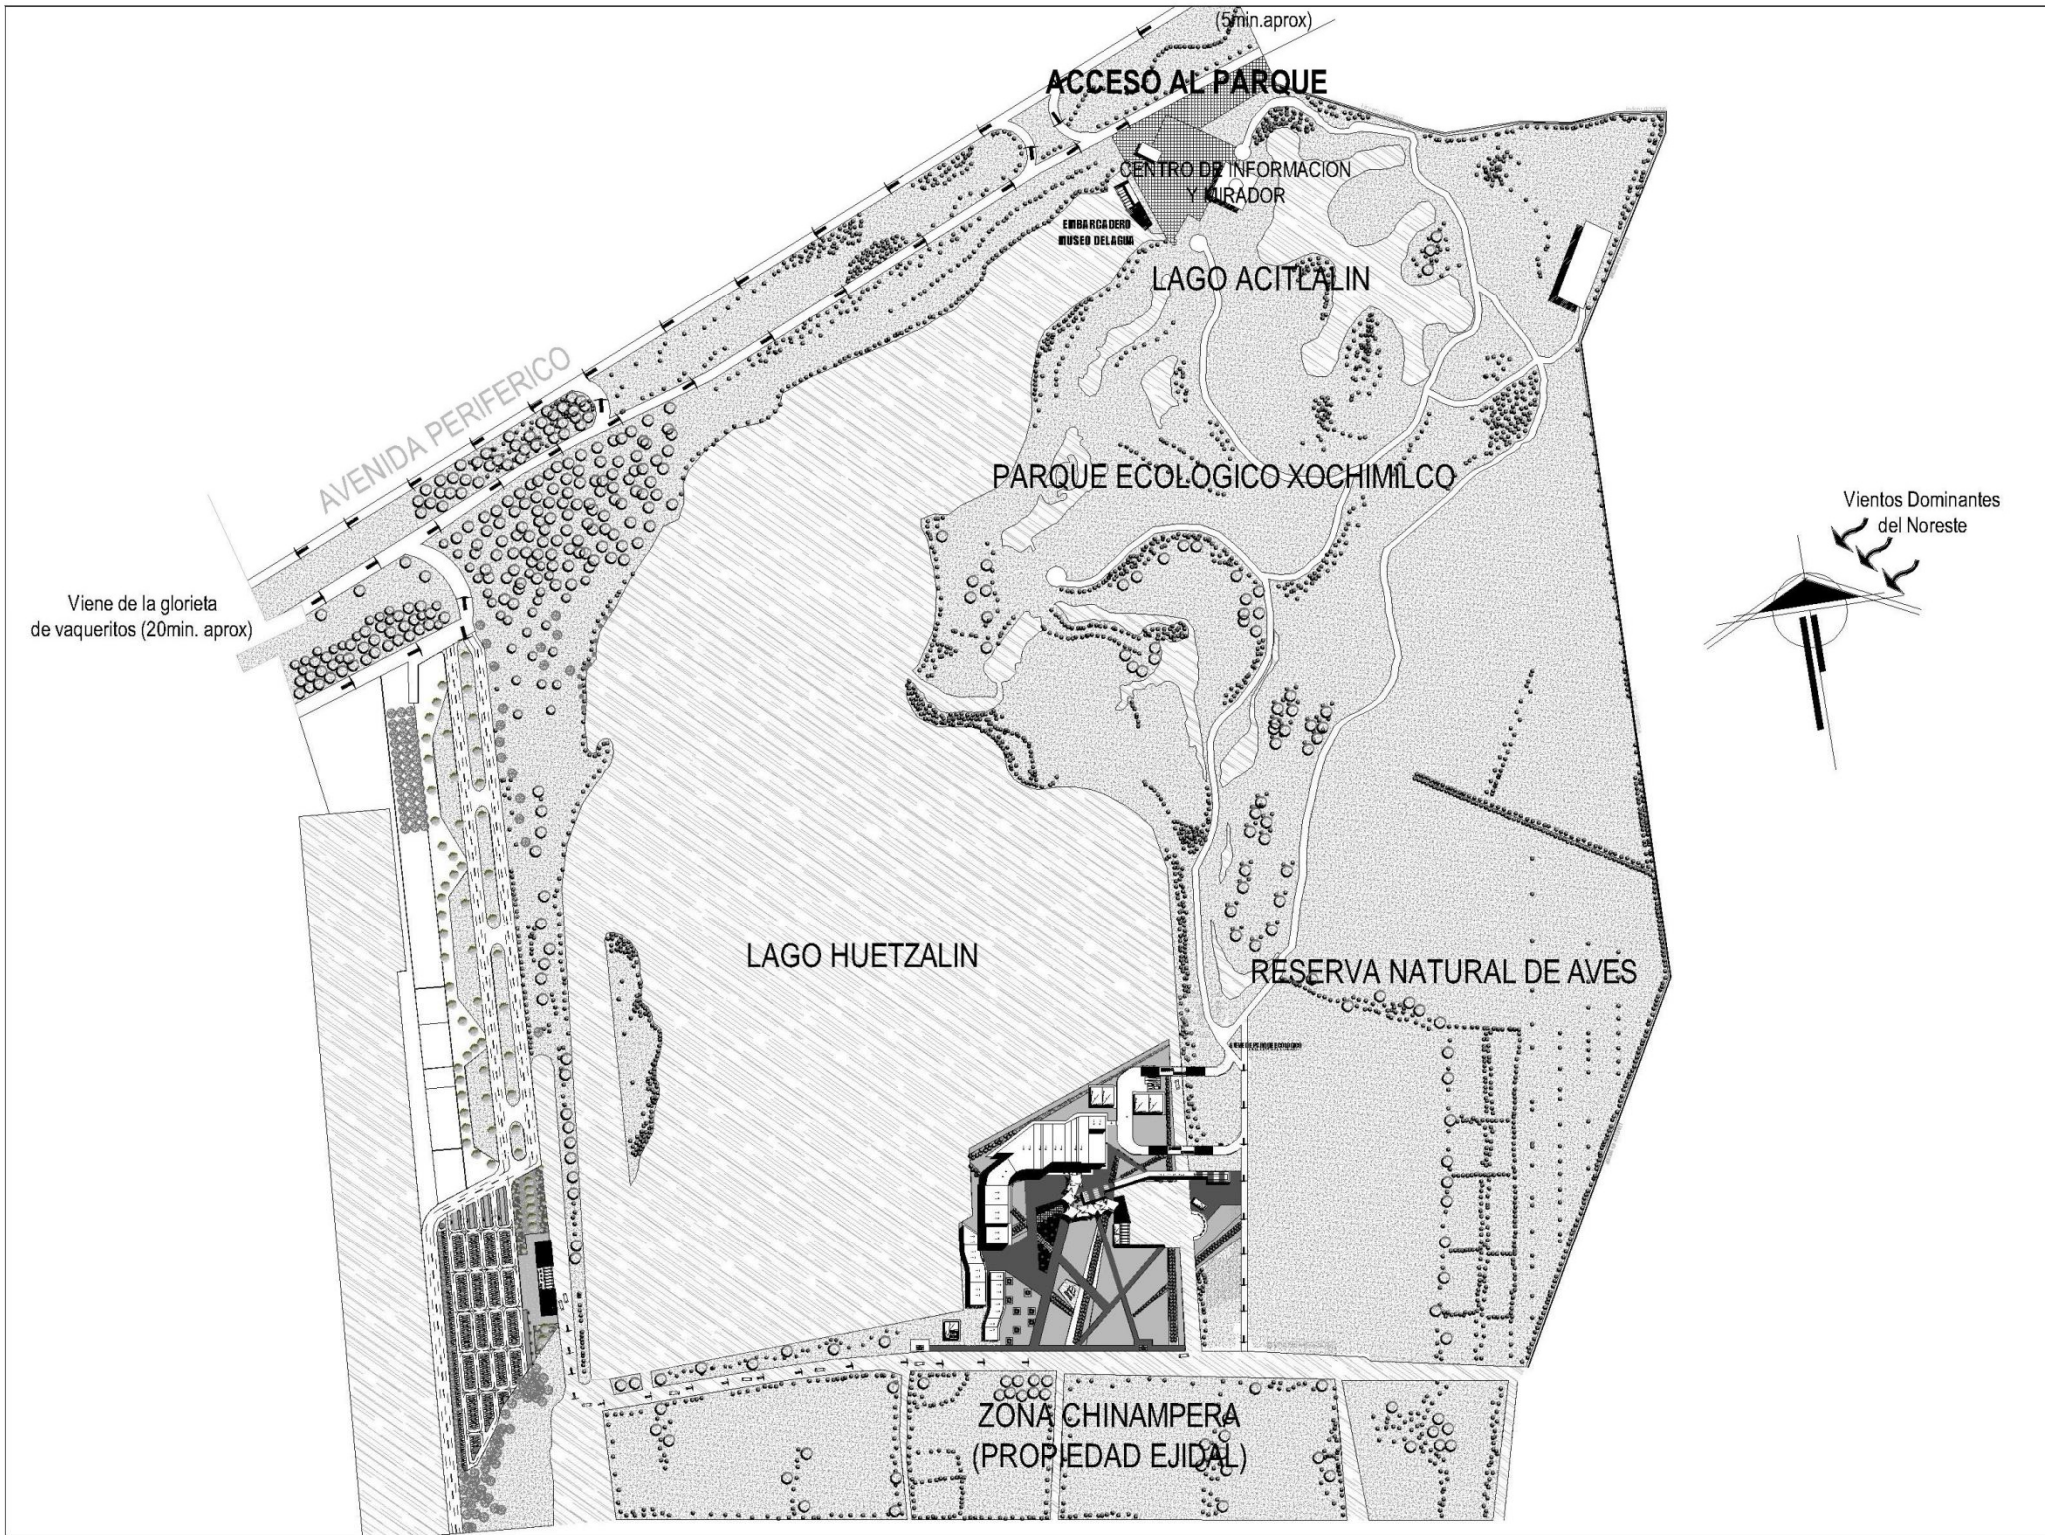 (5min.aprox)
ACCESO AL PARQUE
CENTRO DE INFORMACION
Y MIRADOR
EMBARCADERO
MUSEO DEL AGUA
LAGO ACITLALIN
AVENIDA PERIFERICO
PARQUE ECOLOGICO XOCHIMILCO
Vientos Dominantes
del Noreste
Viene de la glorieta
de vaqueritos (20min. aprox)
LAGO HUETZALIN
RESERVA NATURAL DE AVES
ZONA CHINAMPERA
(PROPIEDAD EJIDAL)